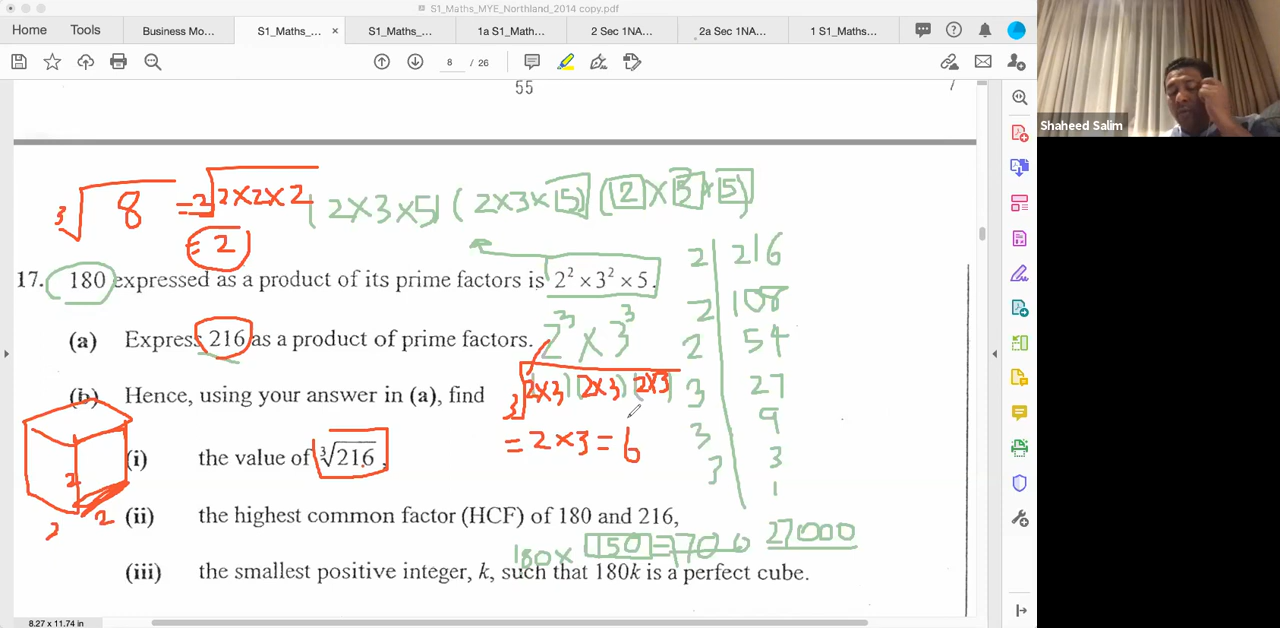 S1_Maths_MYE_Northland_2014 copy.pdf
Home Tools Business Mo... S1_Maths_... × S1_Maths_... 1a S1_Math... 2 Sec 1NA... 2a Sec 1NA... 1 S1_Maths...
8 / 26
55
Shaheed Salim
∛8 = ∛2×2×2 (2×3×5) (2×3×5) (2×3×5)
= 2
17. 180 expressed as a product of its prime factors is 2² × 3² × 5.
2³ × 3³
(a) Express 216 as a product of prime factors.
(b) Hence, using your answer in (a), find
∛(2×3)(2×3)(2×3)
= 2 × 3 = 6
(i) the value of ∛216,
2 2 2
(ii) the highest common factor (HCF) of 180 and 216,
180× 150 = 27000
(iii) the smallest positive integer, k, such that 180k is a perfect cube.
2 216
2 108
2 54
3 27
3 9
3 3
1
8.27 x 11.74 in